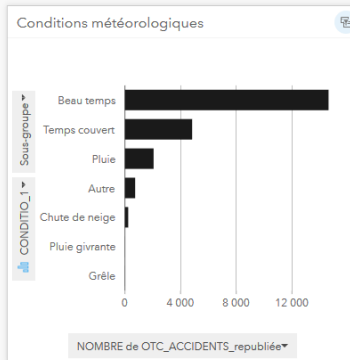 Conditions météorologiques
Sous-groupe
CONDITIO_1
Beau temps
Temps couvert
Pluie
Autre
Chute de neige
Pluie givrante
Grêle
0 4 000 8 000 12 000
NOMBRE de OTC_ACCIDENTS_republiée